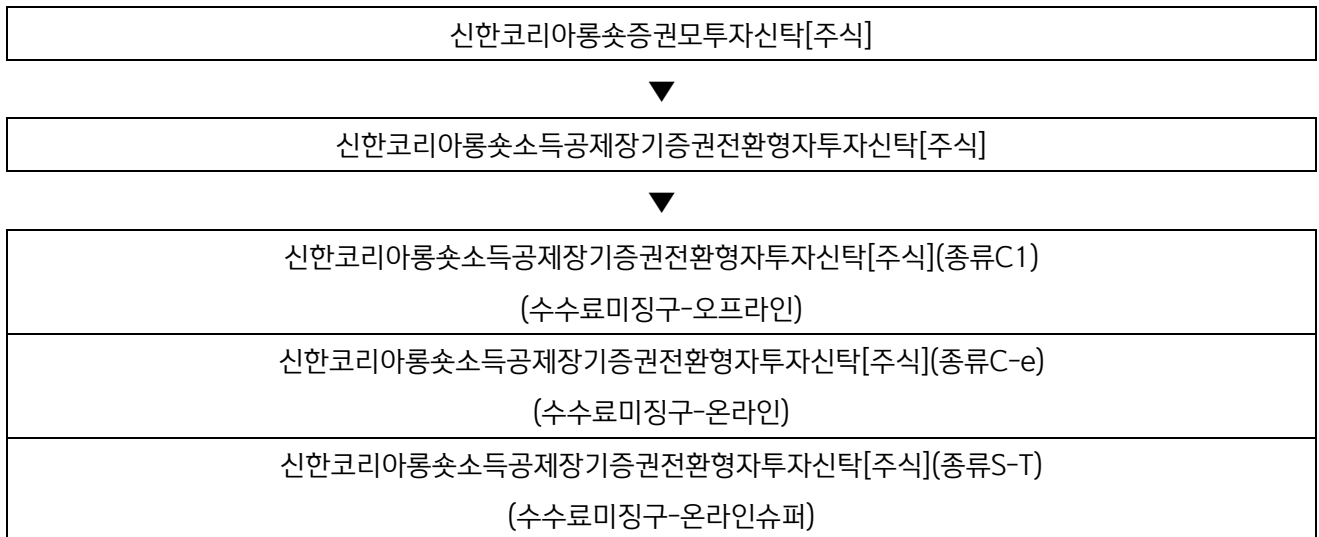 신한코리아롱숏증권모투자신탁[주식]
▼
신한코리아롱숏소득공제장기증권전환형자투자신탁[주식]
▼
신한코리아롱숏소득공제장기증권전환형자투자신탁[주식](종류C1)
(수수료미징구-오프라인)
신한코리아롱숏소득공제장기증권전환형자투자신탁[주식](종류C-e)
(수수료미징구-온라인)
신한코리아롱숏소득공제장기증권전환형자투자신탁[주식](종류S-T)
(수수료미징구-온라인슈퍼)